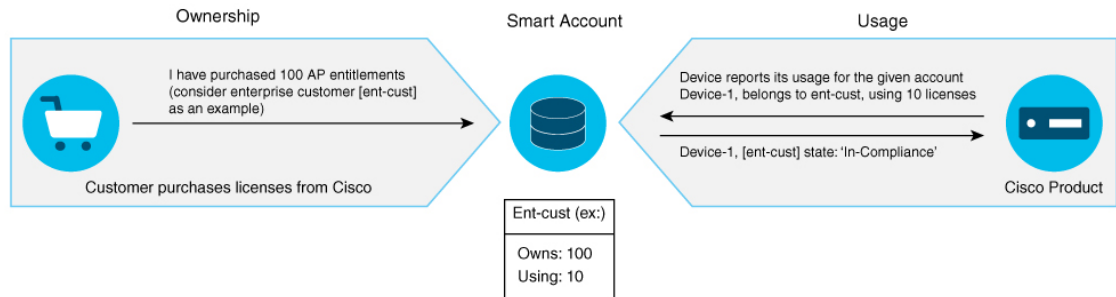 Ownership
Smart Account
Usage
I have purchased 100 AP entitlements
(consider enterprise customer [ent-cust]
as an example)
Customer purchases licenses from Cisco
Device reports its usage for the given account
Device-1, belongs to ent-cust, using 10 licenses
Device-1, [ent-cust] state: ‘In-Compliance’
Cisco Product
Ent-cust (ex:)
Owns: 100
Using: 10